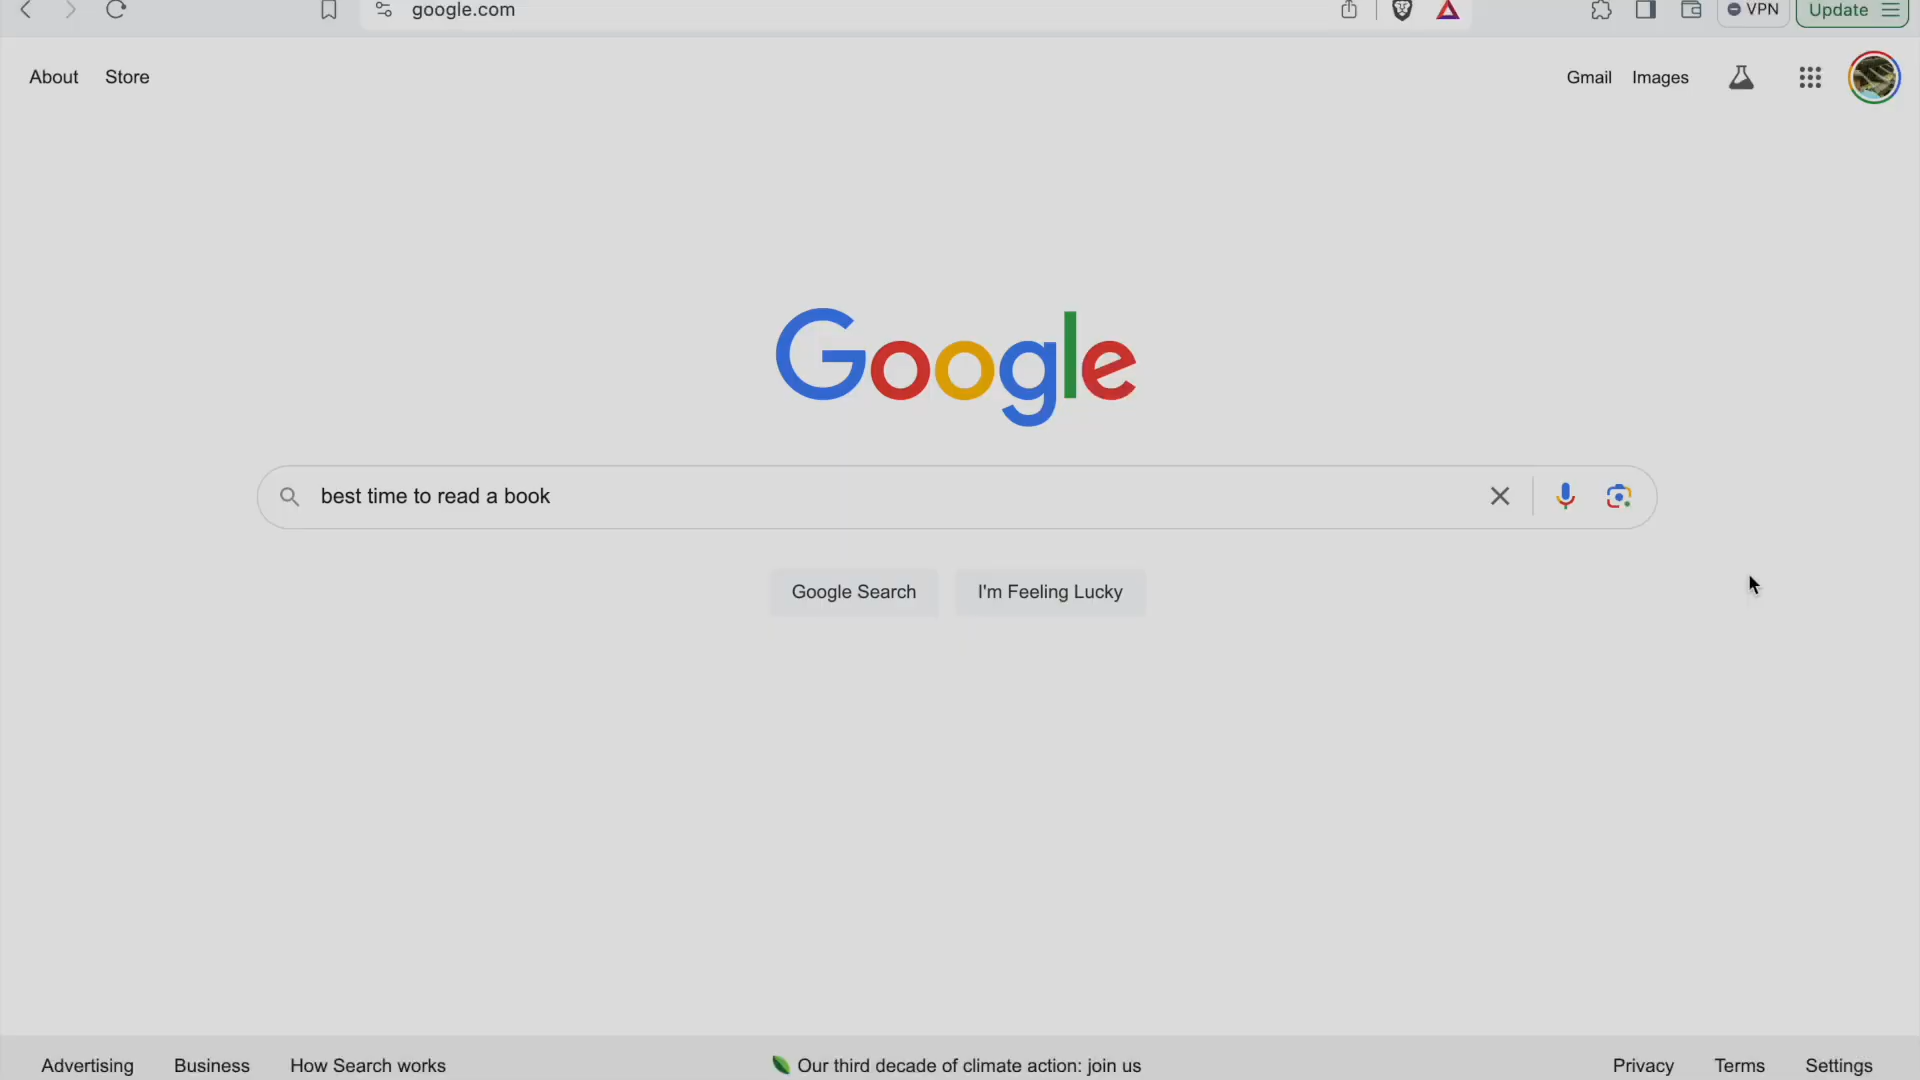 google.com
VPN
Update
About Store
Gmail Images
Google
best time to read a book
Google Search I'm Feeling Lucky
Advertising Business How Search works
Our third decade of climate action: join us
Privacy Terms Settings